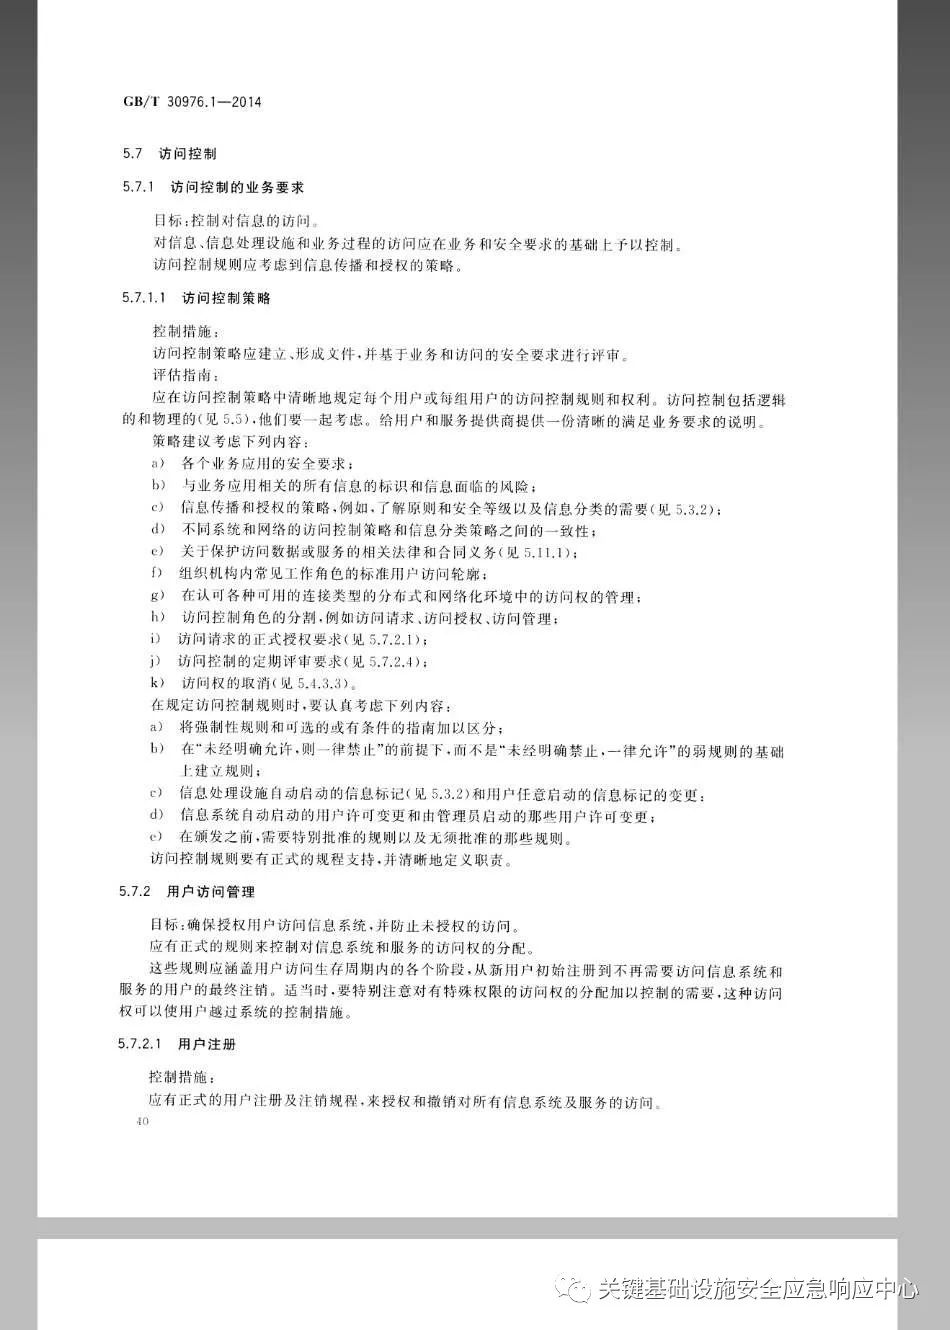 GB/T 30976.1—2014
5.7 访问控制
5.7.1 访问控制的业务要求
目标:控制对信息的访问。
对信息、信息处理设施和业务过程的访问应在业务和安全要求的基础上予以控制。
访问控制规则应考虑到信息传播和授权的策略。
5.7.1.1 访问控制策略
控制措施:
访问控制策略应建立、形成文件,并基于业务和访问的安全要求进行评审。
评估指南:
应在访问控制策略中清晰地规定每个用户或每组用户的访问控制规则和权利。访问控制包括逻辑
的和物理的(见 5.5),他们要一起考虑。给用户和服务提供商提供一份清晰的满足业务要求的说明。
策略建议考虑下列内容:
a) 各个业务应用的安全要求;
b) 与业务应用相关的所有信息的标识和信息面临的风险;
c) 信息传播和授权的策略,例如,了解原则和安全等级以及信息分类的需要(见 5.3.2);
d) 不同系统和网络的访问控制策略和信息分类策略之间的一致性;
e) 关于保护访问数据或服务的相关法律和合同义务(见 5.11.1);
f) 组织机构内常见工作角色的标准用户访问轮廓;
g) 在认可各种可用的连接类型的分布式和网络化环境中的访问权的管理;
h) 访问控制角色的分割,例如访问请求、访问授权、访问管理;
i) 访问请求的正式授权要求(见 5.7.2.1);
j) 访问控制的定期评审要求(见 5.7.2.4);
k) 访问权的取消(见 5.4.3.3)。
在规定访问控制规则时,要认真考虑下列内容:
a) 将强制性规则和可选的或有条件的指南加以区分;
b) 在“未经明确允许,则一律禁止”的前提下,而不是“未经明确禁止,一律允许”的弱规则的基础
上建立规则;
c) 信息处理设施自动启动的信息标记(见 5.3.2)和用户任意启动的信息标记的变更;
d) 信息系统自动启动的用户许可变更和由管理员启动的那些用户许可变更;
e) 在颁发之前,需要特别批准的规则以及无须批准的那些规则。
访问控制规则要有正式的规程支持,并清晰地定义职责。
5.7.2 用户访问管理
目标:确保授权用户访问信息系统,并防止未授权的访问。
应有正式的规则来控制对信息系统和服务的访问权的分配。
这些规则应涵盖用户访问生存周期内的各个阶段,从新用户初始注册到不再需要访问信息系统和
服务的用户的最终注销。适当时,要特别注意对有特殊权限的访问权的分配加以控制的需要,这种访问
权可以使用户越过系统的控制措施。
5.7.2.1 用户注册
控制措施:
应有正式的用户注册及注销规程,来授权和撤销对所有信息系统及服务的访问。
40
关键基础设施安全应急响应中心